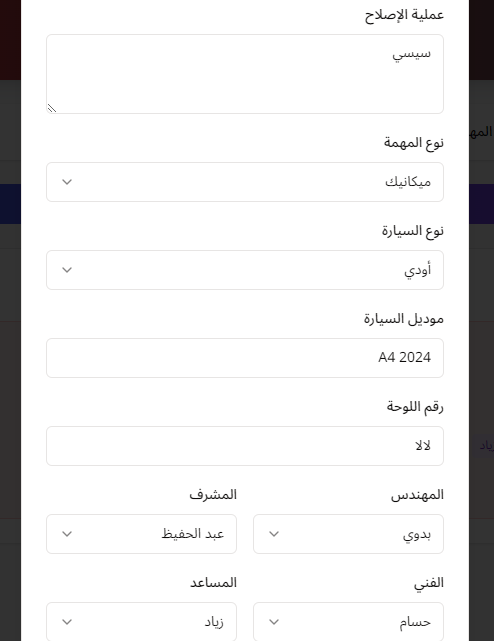 عملية الإصلاح
سيسي
نوع المهمة
ميكانيك
نوع السيارة
أودي
موديل السيارة
A4 2024
رقم اللوحة
لالا
المهندس
المشرف
بدوي
عبد الحفيظ
الفني
المساعد
حسام
زياد
زياد